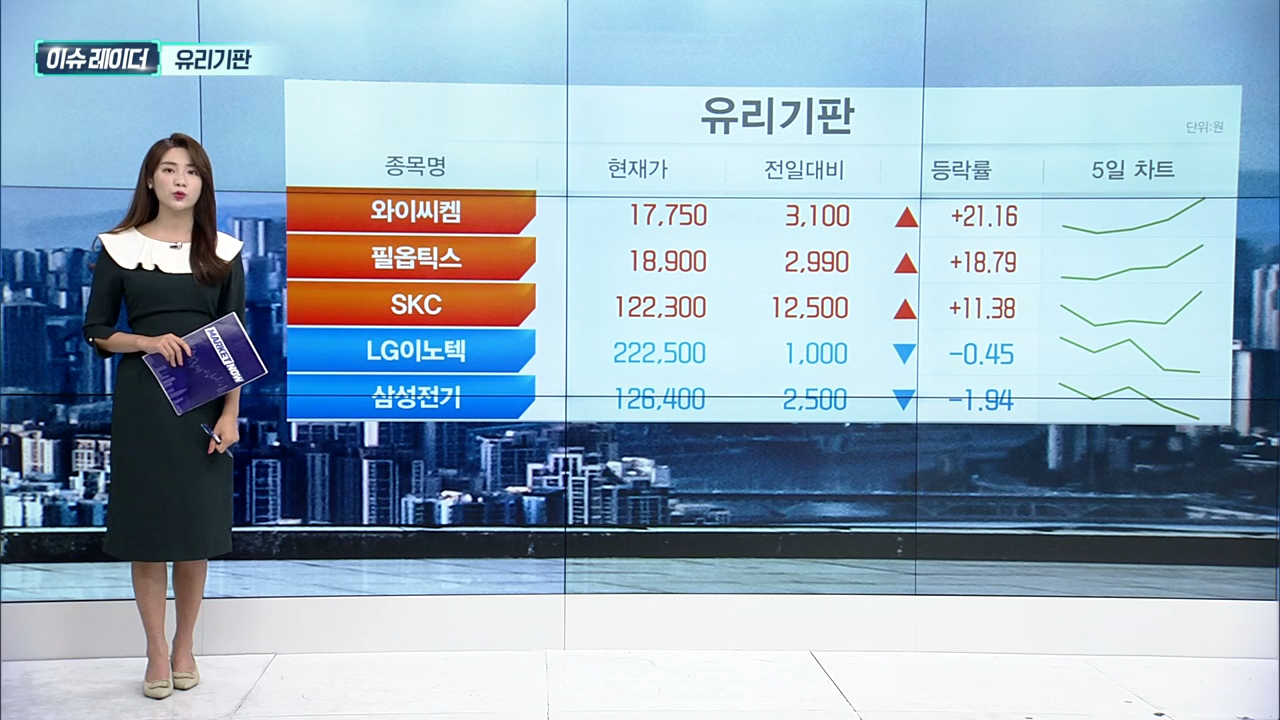 이슈 레이더 유리기판
유리기판
단위:원
종목명 현재가 전일대비 등락률 5일 차트
와이씨켐 17,750 3,100 ▲ +21.16
필옵틱스 18,900 2,990 ▲ +18.79
SKC 122,300 12,500 ▲ +11.38
LG이노텍 222,500 1,000 ▼ -0.45
삼성전기 126,400 2,500 ▼ -1.94
MARKET NOW